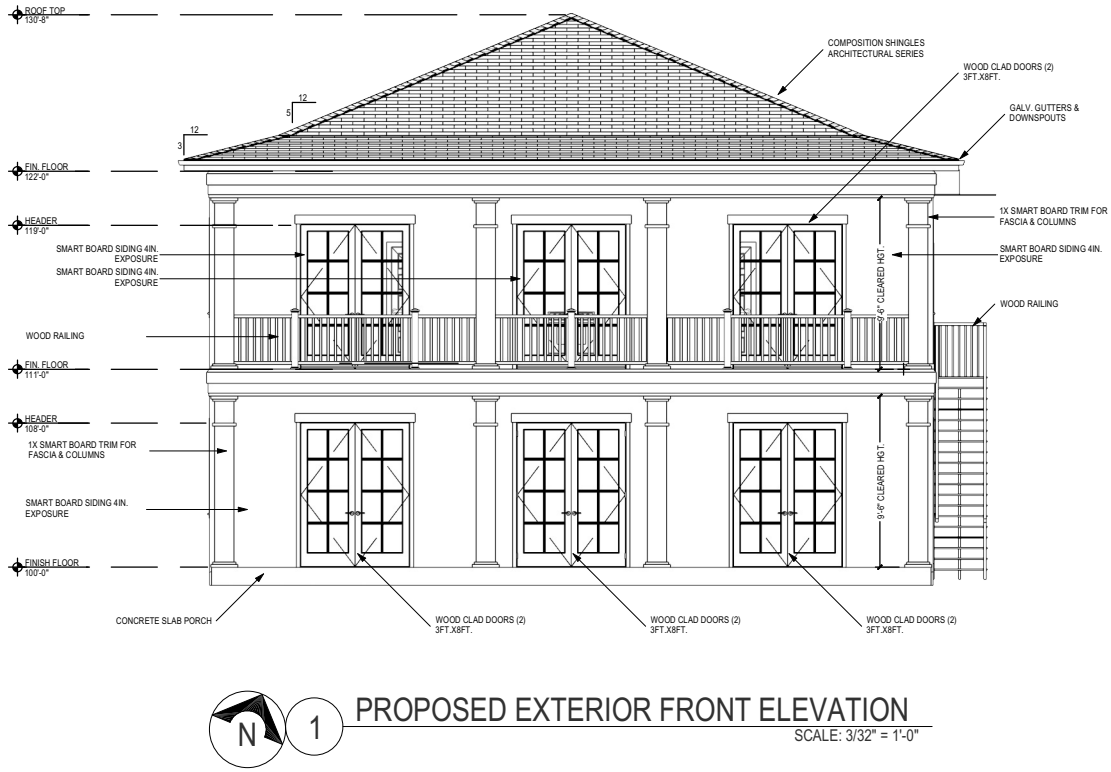 ROOF TOP
130'-8"
COMPOSITION SHINGLES
ARCHITECTURAL SERIES
WOOD CLAD DOORS (2)
3FT.X8FT.
12
5
GALV. GUTTERS &
DOWNSPOUTS
12
3
FIN. FLOOR
122'-0"
HEADER
119'-0"
1X SMART BOARD TRIM FOR
FASCIA & COLUMNS
SMART BOARD SIDING 4IN.
EXPOSURE
SMART BOARD SIDING 4IN.
EXPOSURE
SMART BOARD SIDING 4IN.
EXPOSURE
9'-6" CLEARED HGT.
WOOD RAILING
WOOD RAILING
FIN. FLOOR
111'-0"
HEADER
108'-0"
1X SMART BOARD TRIM FOR
FASCIA & COLUMNS
9'-6" CLEARED HGT.
SMART BOARD SIDING 4IN.
EXPOSURE
FINISH FLOOR
100'-0"
CONCRETE SLAB PORCH
WOOD CLAD DOORS (2)
3FT.X8FT.
WOOD CLAD DOORS (2)
3FT.X8FT.
WOOD CLAD DOORS (2)
3FT.X8FT.
N
1
PROPOSED EXTERIOR FRONT ELEVATION
SCALE: 3/32" = 1'-0"